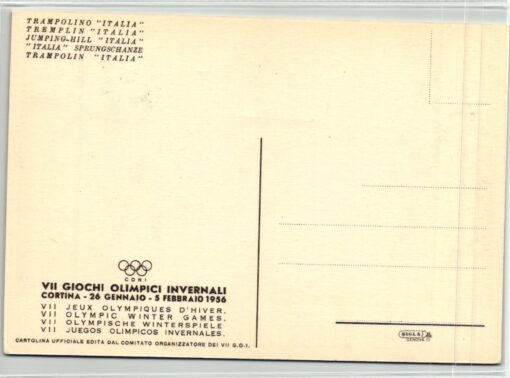 TRAMPOLINO "ITALIA"
TREMPLIN "ITALIA"
JUMPING-HILL "ITALIA"
"ITALIA" SPRUNGSCHANZE
TRAMPOLIN "ITALIA"
CONI
VII GIOCHI OLIMPICI INVERNALI
CORTINA - 26 GENNAIO - 5 FEBBRAIO 1956
VII JEUX OLYMPIQUES D'HIVER.
VII OLYMPIC WINTER GAMES.
VII OLYMPISCHE WINTERSPIELE
VII JUEGOS OLIMPICOS INVERNALES.
CARTOLINA UFFICIALE EDITA DAL COMITATO ORGANIZZATORE DEI VII G.O.I.
SIGLA
GENOVA